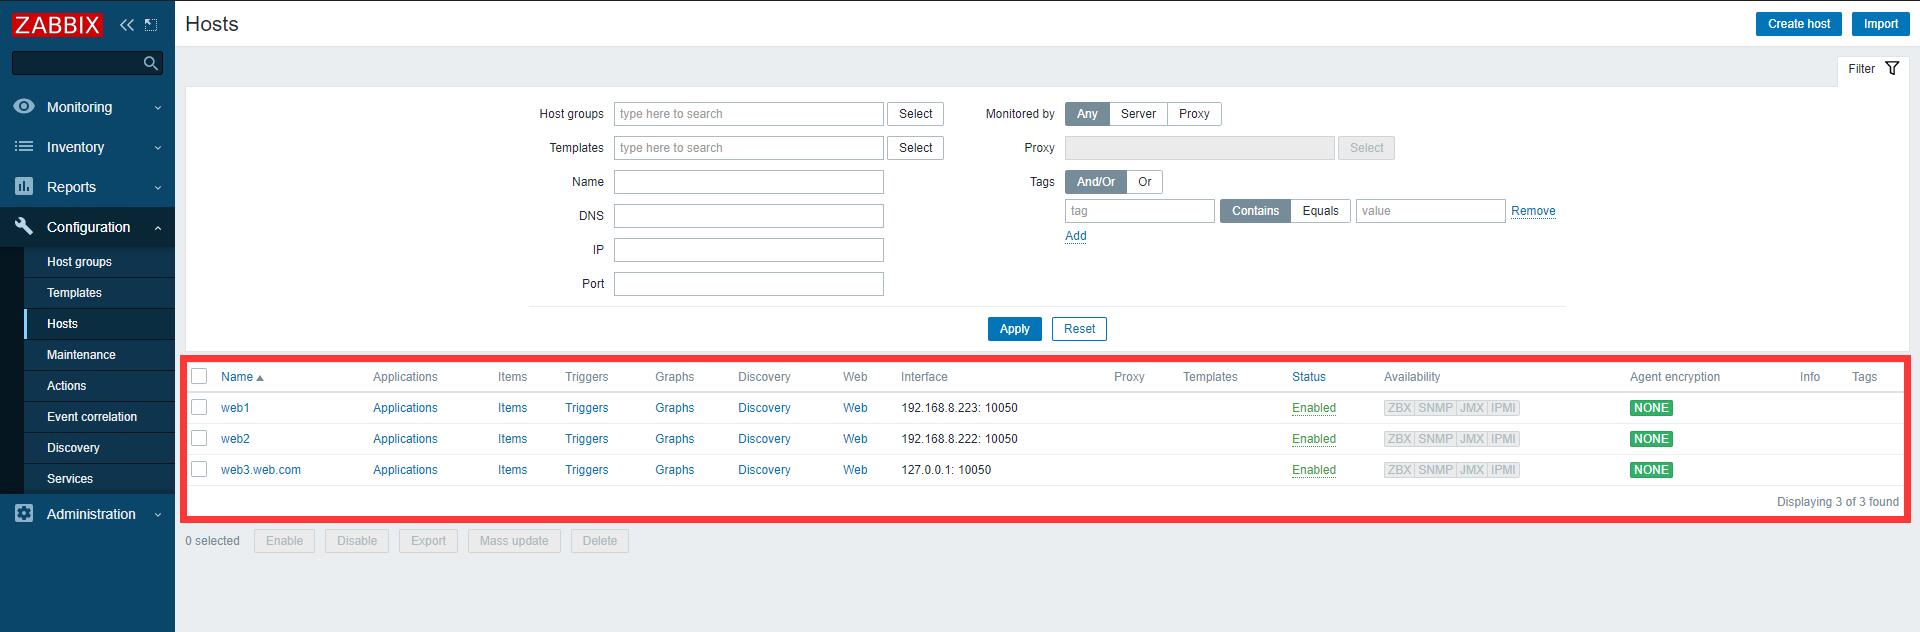 ZABBIX
Hosts
Create host
Import
Filter
Monitoring
Inventory
Reports
Configuration
Host groups
Templates
Hosts
Maintenance
Actions
Event correlation
Discovery
Services
Administration
Host groups type here to search Select
Templates type here to search Select
Name
DNS
IP
Port
Monitored by Any Server Proxy
Proxy Select
Tags And/Or Or
tag Contains Equals value Remove
Add
Apply Reset
Name Applications Items Triggers Graphs Discovery Web Interface Proxy Templates Status Availability Agent encryption Info Tags
web1 Applications Items Triggers Graphs Discovery Web 192.168.8.223: 10050 Enabled ZBX SNMP JMX IPMI NONE
web2 Applications Items Triggers Graphs Discovery Web 192.168.8.222: 10050 Enabled ZBX SNMP JMX IPMI NONE
web3.web.com Applications Items Triggers Graphs Discovery Web 127.0.0.1: 10050 Enabled ZBX SNMP JMX IPMI NONE
Displaying 3 of 3 found
0 selected Enable Disable Export Mass update Delete